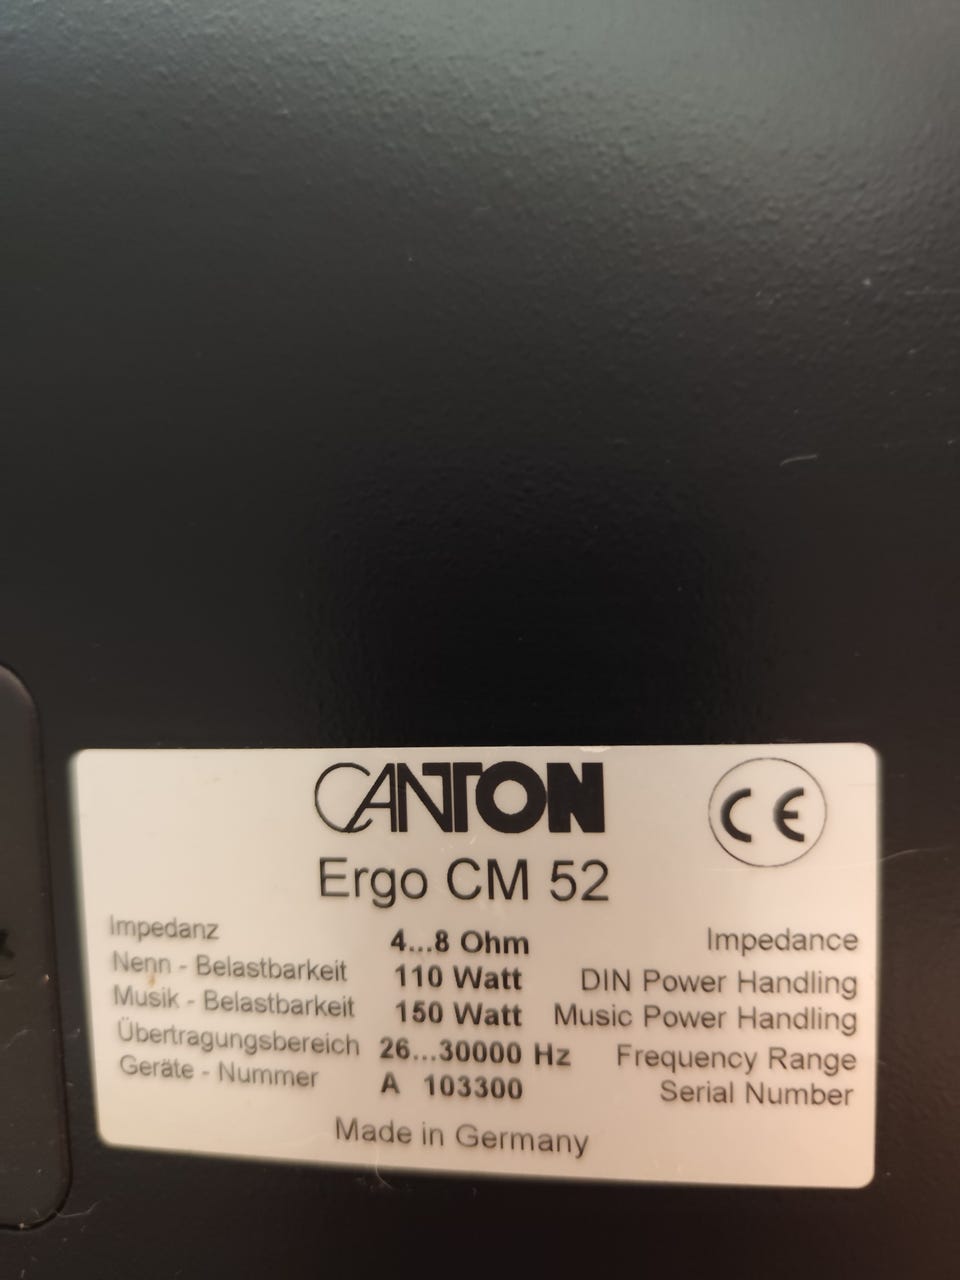 CANTON
CE
Ergo CM 52
Impedanz 4...8 Ohm Impedance
Nenn - Belastbarkeit 110 Watt DIN Power Handling
Musik - Belastbarkeit 150 Watt Music Power Handling
Übertragungsbereich 26...30000 Hz Frequency Range
Geräte - Nummer A 103300 Serial Number
Made in Germany